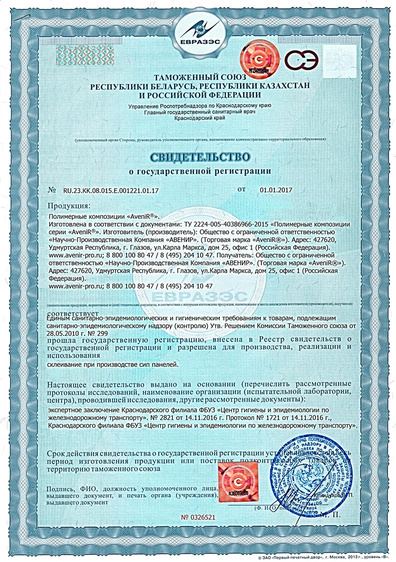 ЕВРАЗЭС
СЭ
ТАМОЖЕННЫЙ СОЮЗ
РЕСПУБЛИКИ БЕЛАРУСЬ, РЕСПУБЛИКИ КАЗАХСТАН
И РОССИЙСКОЙ ФЕДЕРАЦИИ
Управление Роспотребнадзора по Краснодарскому краю
Главный государственный санитарный врач
Краснодарский край
(уполномоченный орган Стороны, руководитель уполномоченного органа, наименование административно-территориального образования)
СВИДЕТЕЛЬСТВО
о государственной регистрации
№ RU.23.КК.08.015.Е.001221.01.17 от 01.01.2017
Продукция:
Полимерные композиции «AveniR®».
Изготовлена в соответствии с документами: ТУ 2224-005-40386966-2015 «Полимерные композиции
серии «AveniR®». Изготовитель (производитель): Общество с ограниченной ответственностью
«Научно-Производственная Компания «АВЕНИР», (Торговая марка «AveniR®»). Адрес: 427620,
Удмуртская Республика, г. Глазов, ул.Карла Маркса, дом 25, офис 1 (Российская Федерация).
www.avenir-pro.ru; 8 800 100 80 47 / 8 (495) 204 10 47. Получатель: Общество с ограниченной
ответственностью «Научно-Производственная Компания «АВЕНИР», (Торговая марка «AveniR®»).
Адрес: 427620, Удмуртская Республика, г. Глазов, ул.Карла Маркса, дом 25, офис 1 (Российская
Федерация).
www.avenir-pro.ru; 8 800 100 80 47 / 8 (495) 204 10 47
ЕВРАЗЭС
соответствует
Единым санитарно-эпидемиологических и гигиеническим требованиям к товарам, подлежащим
санитарно-эпидемиологическому надзору (контролю) Утв. Решением Комиссии Таможенного союза от
28.05.2010 г. № 299
прошла государственную регистрацию, внесена в Реестр свидетельств о
государственной регистрации и разрешена для производства, реализации и
использования
склеивание при производстве сип панелей.
Настоящее свидетельство выдано на основании (перечислить рассмотренные
протоколы исследований, наименование организации (испытательной лаборатории,
центра), проводившей исследования, другие рассмотренные документы):
экспертное заключение Краснодарского филиала ФБУЗ «Центр гигиены и эпидемиологии по
железнодорожному транспорту». № 2821 от 14.11.2016 г. Протокол № 1721 от 14.11.2016 г.,
Краснодарского филиала ФБУЗ «Центр гигиены и эпидемиологии по железнодорожному транспорту».
Срок действия свидетельства о государственной регистрации
период изготовления продукции или поставок подконтрольных
территорию таможенного союза
Подпись, ФИО, должность уполномоченного лица,
выдавшего документ, и печать органа (учреждения),
выдавшего документ
М. П.
№ 0326521
© ЗАО «Первый печатный двор», г. Москва, 2013 г., уровень «В».